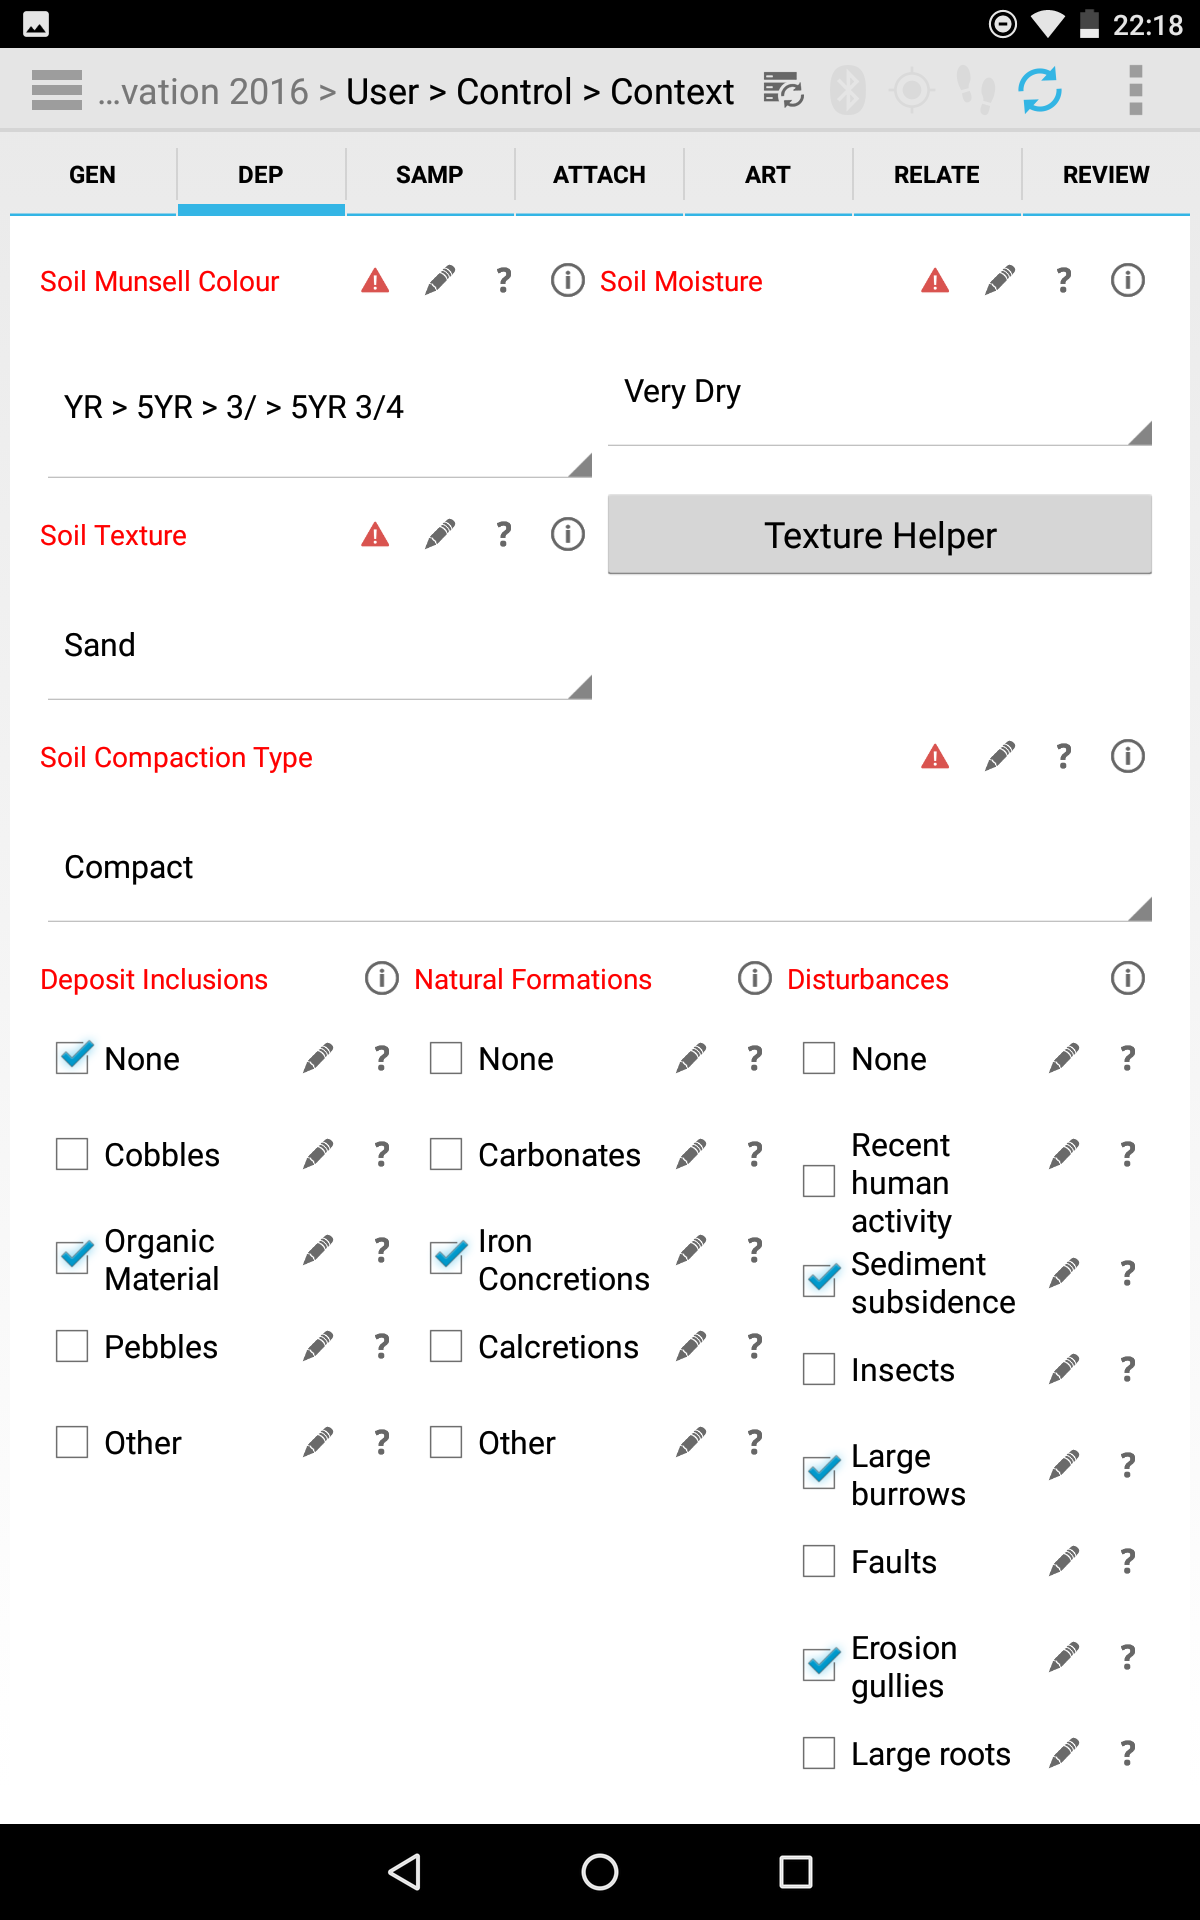 22:18
...vation 2016 > User > Control > Context
GEN DEP SAMP ATTACH ART RELATE REVIEW
Soil Munsell Colour ? Soil Moisture ?
YR > 5YR > 3/ > 5YR 3/4
Very Dry
Soil Texture ?
Texture Helper
Sand
Soil Compaction Type ?
Compact
Deposit Inclusions
None ?
Cobbles ?
Organic ?
Material
Pebbles ?
Other ?
Natural Formations
None ?
Carbonates ?
Iron ?
Concretions
Calcretions ?
Other ?
Disturbances
None ?
Recent ?
human
activity
Sediment ?
subsidence
Insects ?
Large ?
burrows
Faults ?
Erosion ?
gullies
Large roots ?